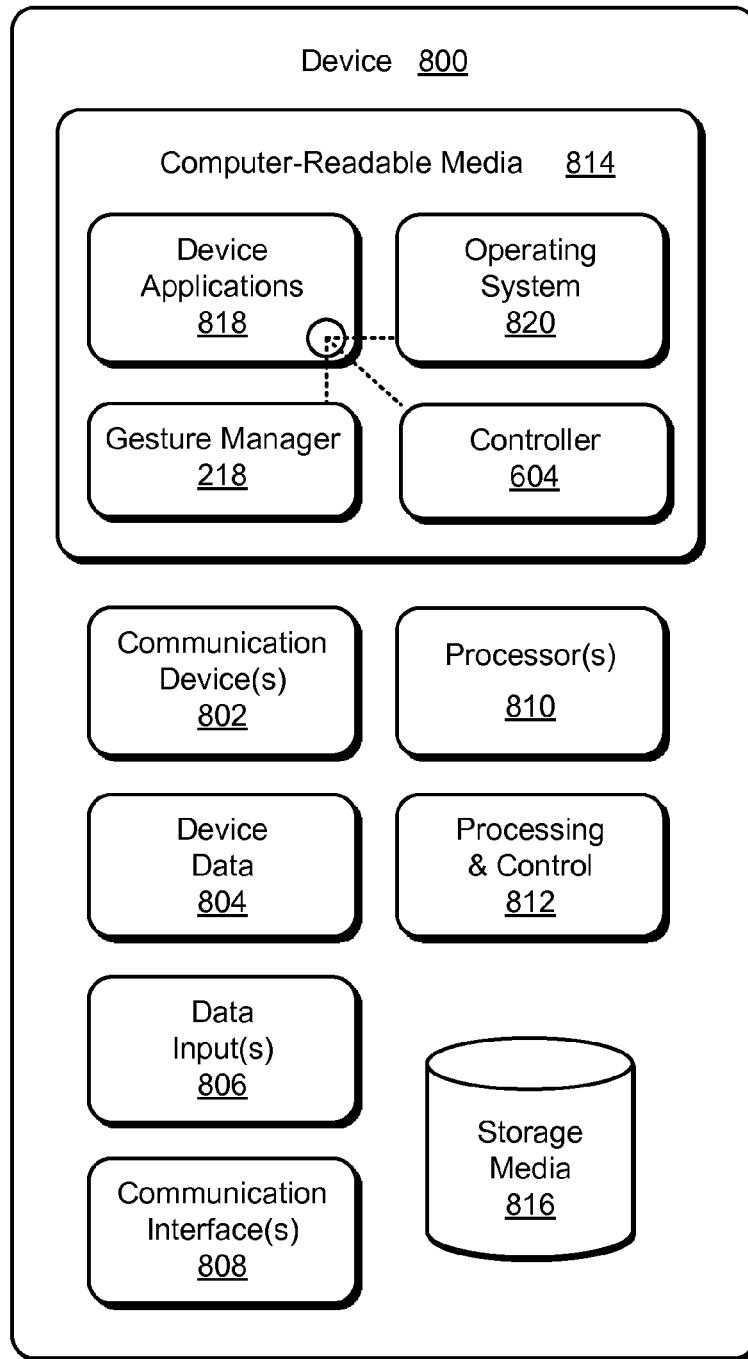 Device 800
Computer-Readable Media 814
Device
Applications
818
Operating
System
820
Gesture Manager
218
Controller
604
Communication
Device(s)
802
Processor(s)
810
Device
Data
804
Processing
& Control
812
Data
Input(s)
806
Storage
Media
816
Communication
Interface(s)
808